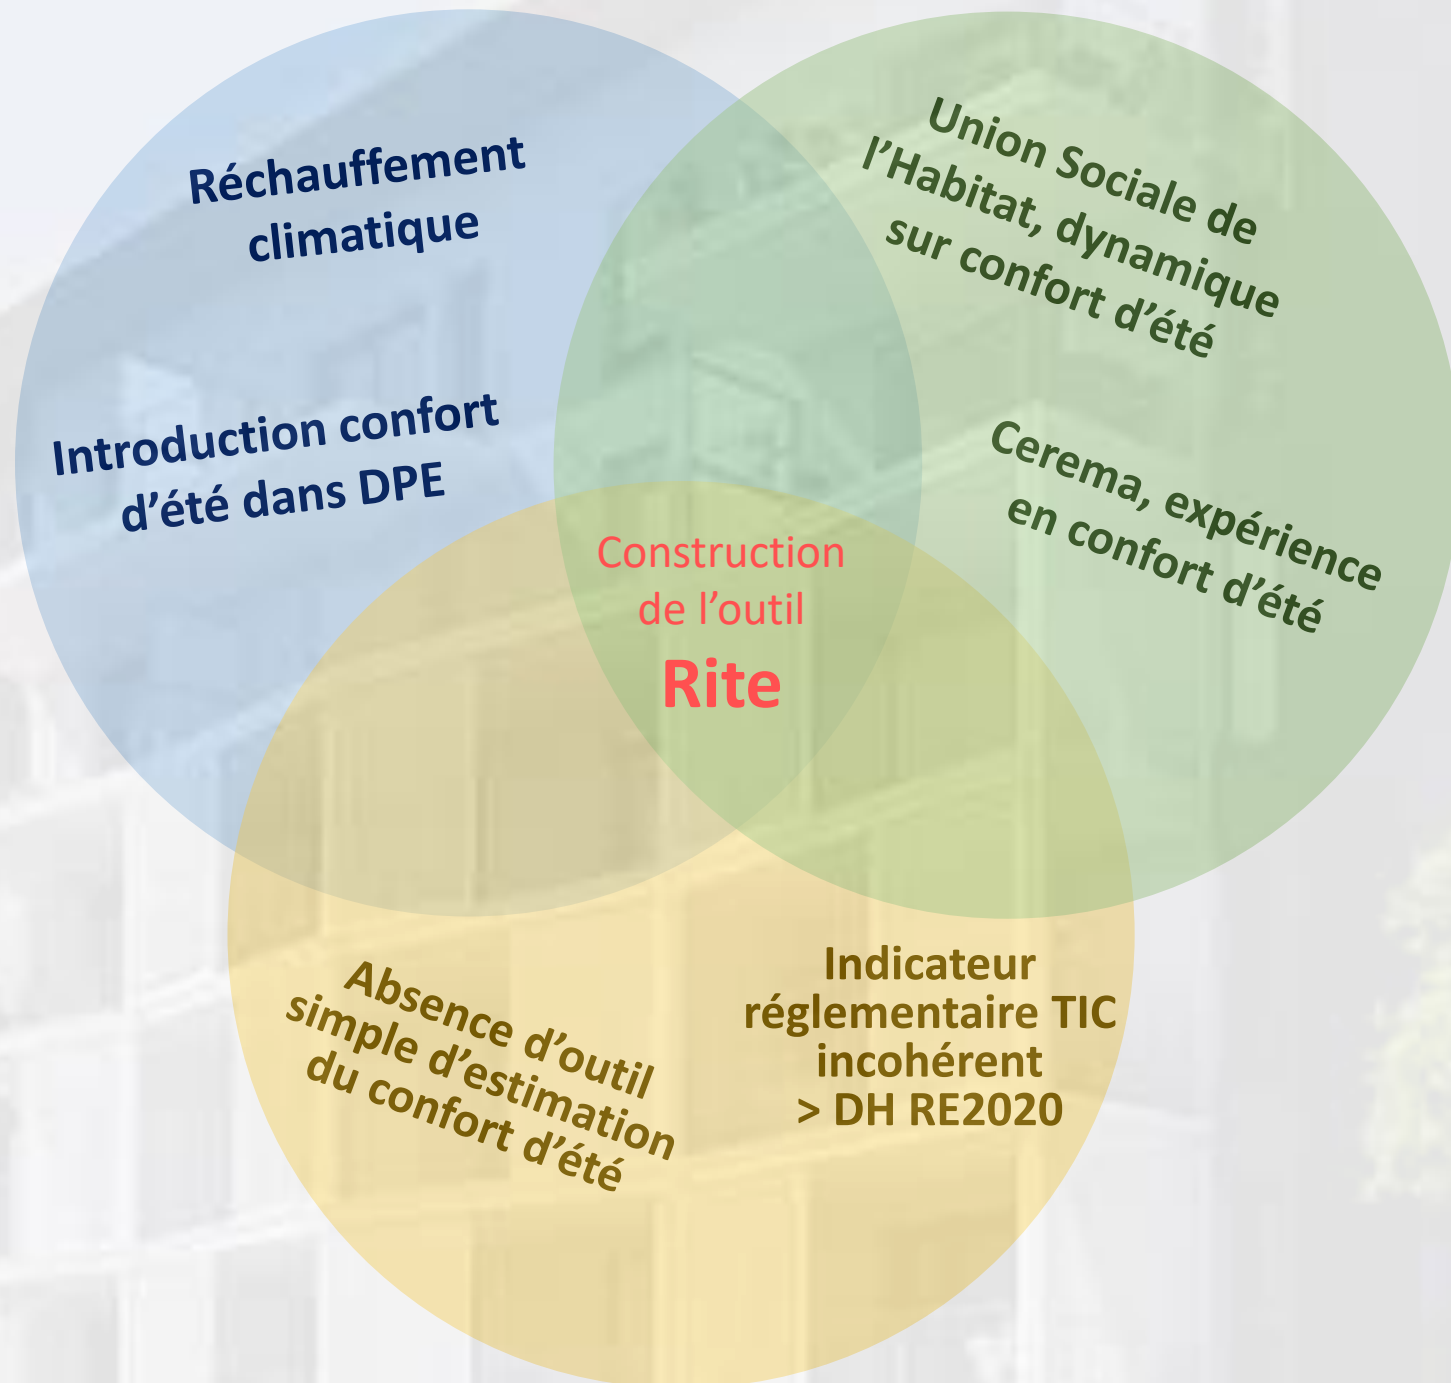 Réchauffement
climatique
Introduction confort
d’été dans DPE
Union Sociale de
l’Habitat, dynamique
sur confort d’été
Cerema, expérience
en confort d’été
Construction
de l’outil
Rite
Absence d’outil
simple d’estimation
du confort d’été
Indicateur
réglementaire TIC
incohérent
> DH RE2020